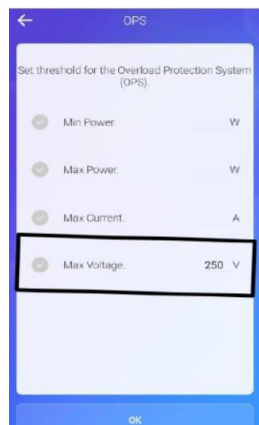 OPS
Set threshold for the Overload Protection System
(OPS).
Min Power. W
Max Power. W
Max Current. A
Max Voltage. 250 V
OK